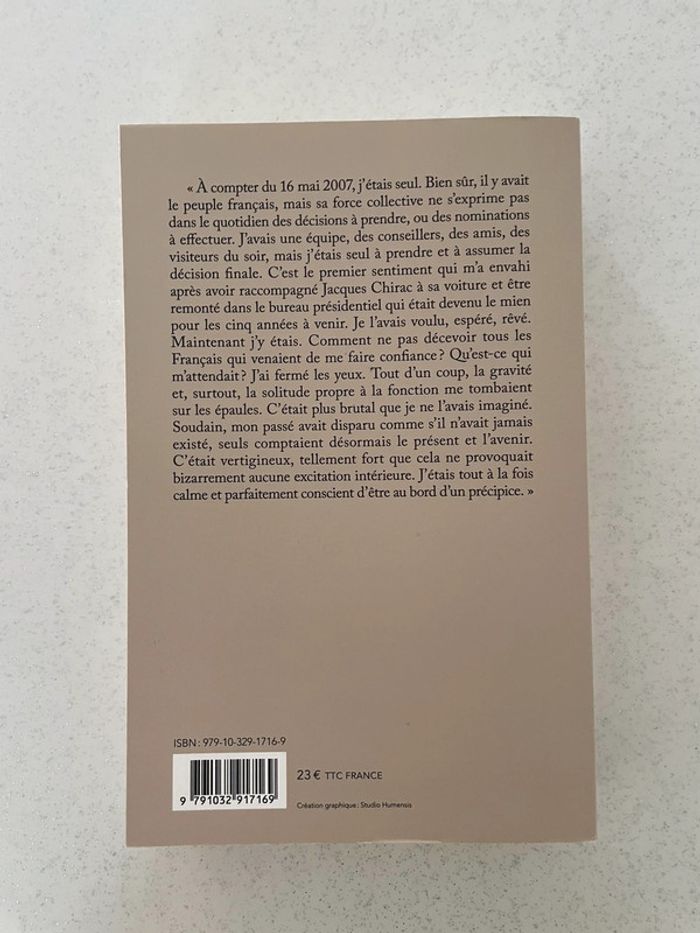 « À compter du 16 mai 2007, j’étais seul. Bien sûr, il y avait
le peuple français, mais sa force collective ne s’exprime pas
dans le quotidien des décisions à prendre, ou des nominations
à effectuer. J’avais une équipe, des conseillers, des amis, des
visiteurs du soir, mais j’étais seul à prendre et à assumer la
décision finale. C’est le premier sentiment qui m’a envahi
après avoir raccompagné Jacques Chirac à sa voiture et être
remonté dans le bureau présidentiel qui était devenu le mien
pour les cinq années à venir. Je l’avais voulu, espéré, rêvé.
Maintenant j’y étais. Comment ne pas décevoir tous les
Français qui venaient de me faire confiance ? Qu’est-ce qui
m’attendait ? J’ai fermé les yeux. Tout d’un coup, la gravité
et, surtout, la solitude propre à la fonction me tombaient
sur les épaules. C’était plus brutal que je ne l’avais imaginé.
Soudain, mon passé avait disparu comme s’il n’avait jamais
existé, seuls comptaient désormais le présent et l’avenir.
C’était vertigineux, tellement fort que cela ne provoquait
bizarrement aucune excitation intérieure. J’étais tout à la fois
calme et parfaitement conscient d’être au bord d’un précipice. »
ISBN : 979-10-329-1716-9
9 791032 917169
23 € TTC FRANCE
Création graphique : Studio Humensis